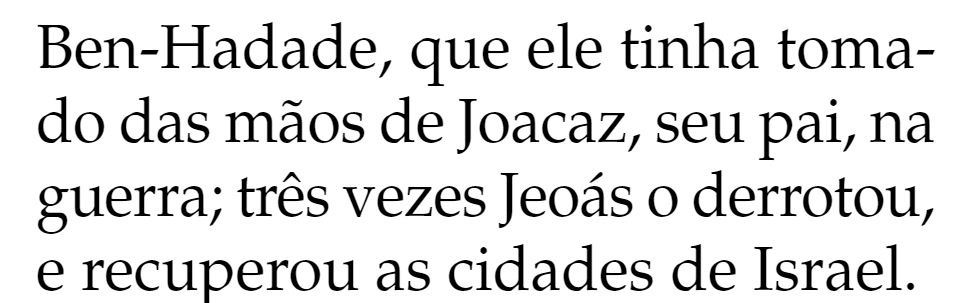 Ben-Hadade, que ele tinha toma-
do das mãos de Joacaz, seu pai, na
guerra; três vezes Jeoás o derrotou,
e recuperou as cidades de Israel.